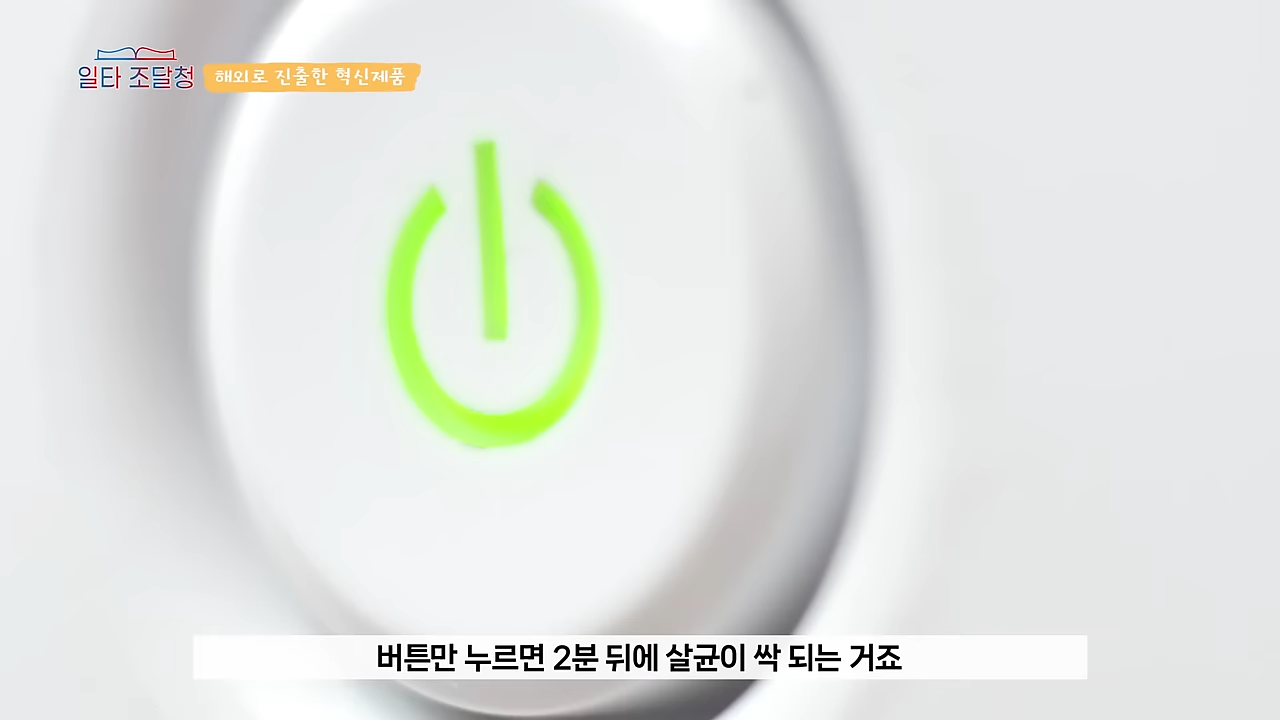 일타 조달청
해외로 진출한 혁신제품
버튼만 누르면 2분 뒤에 살균이 싹 되는 거죠